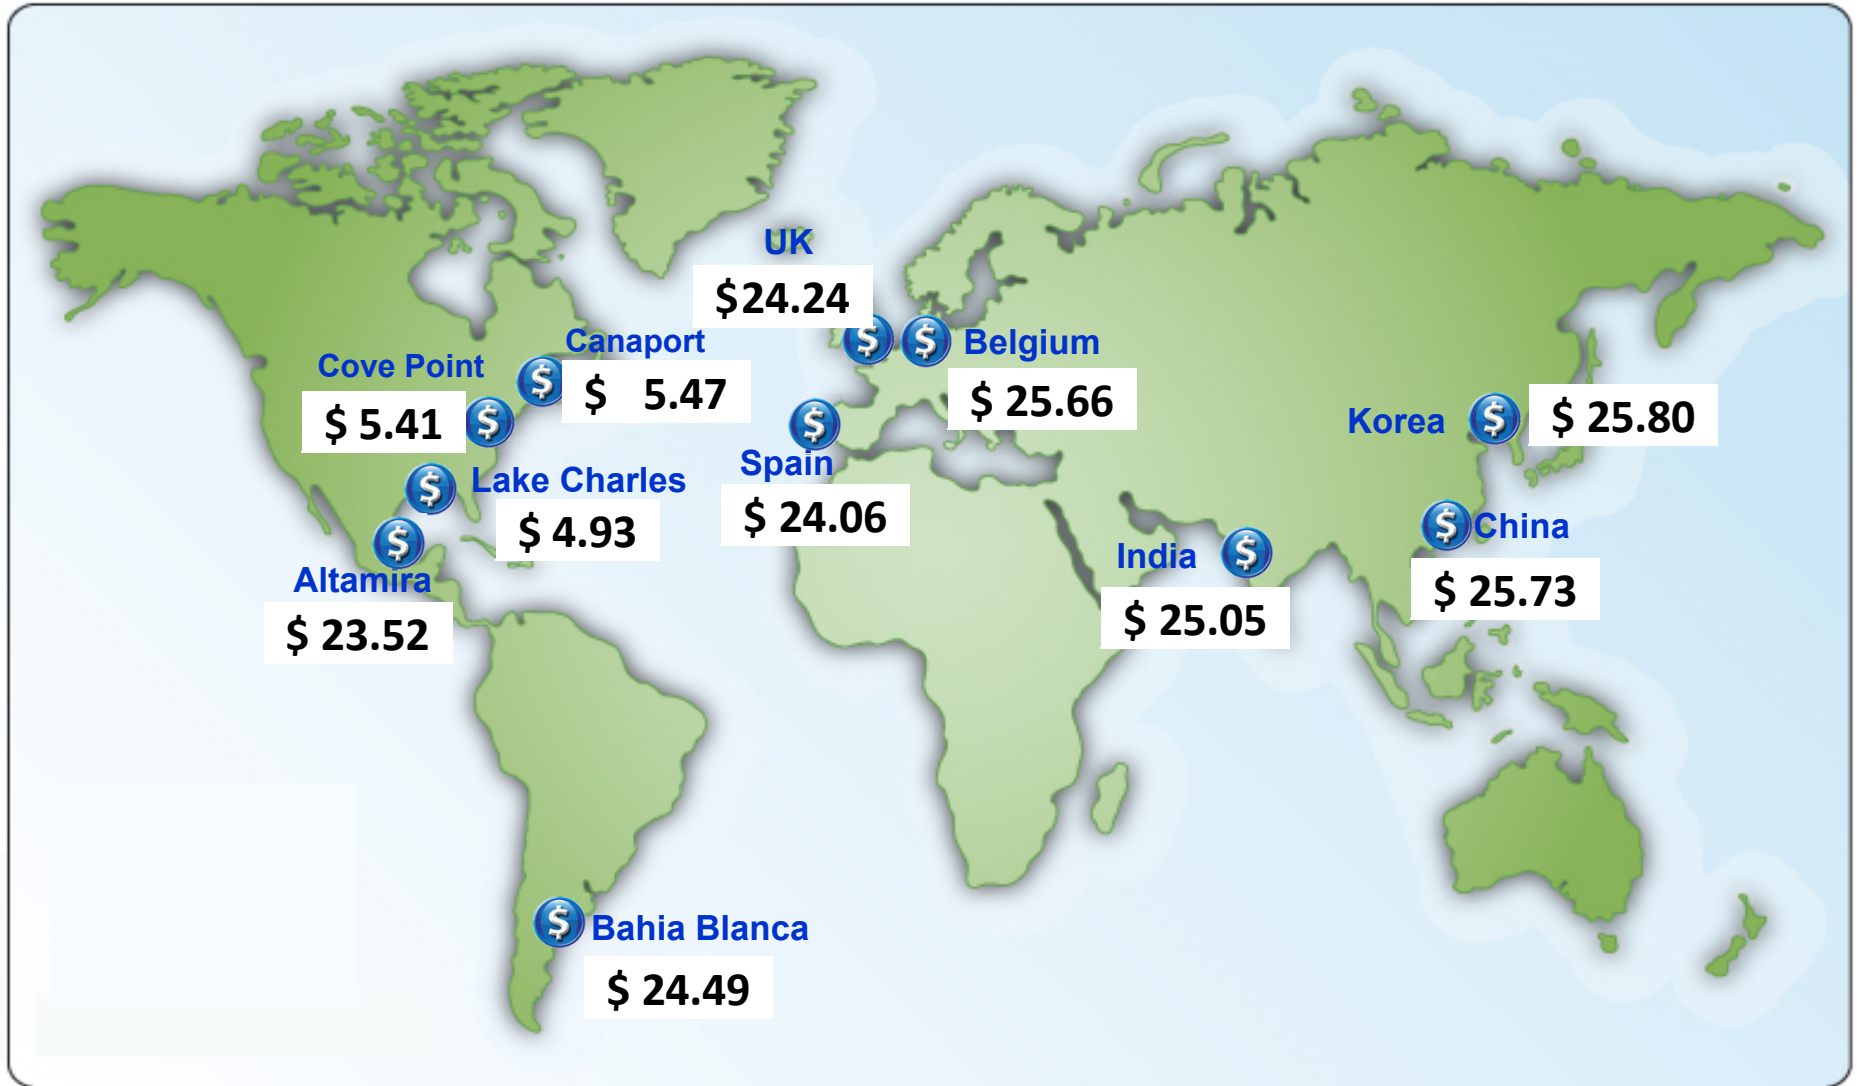 UK
$24.24
Canaport
$ 5.47
Cove Point
$ 5.41
Belgium
$ 25.66
Korea
$ 25.80
Lake Charles
$ 4.93
Spain
$ 24.06
Altamira
$ 23.52
India
$ 25.05
China
$ 25.73
Bahia Blanca
$ 24.49